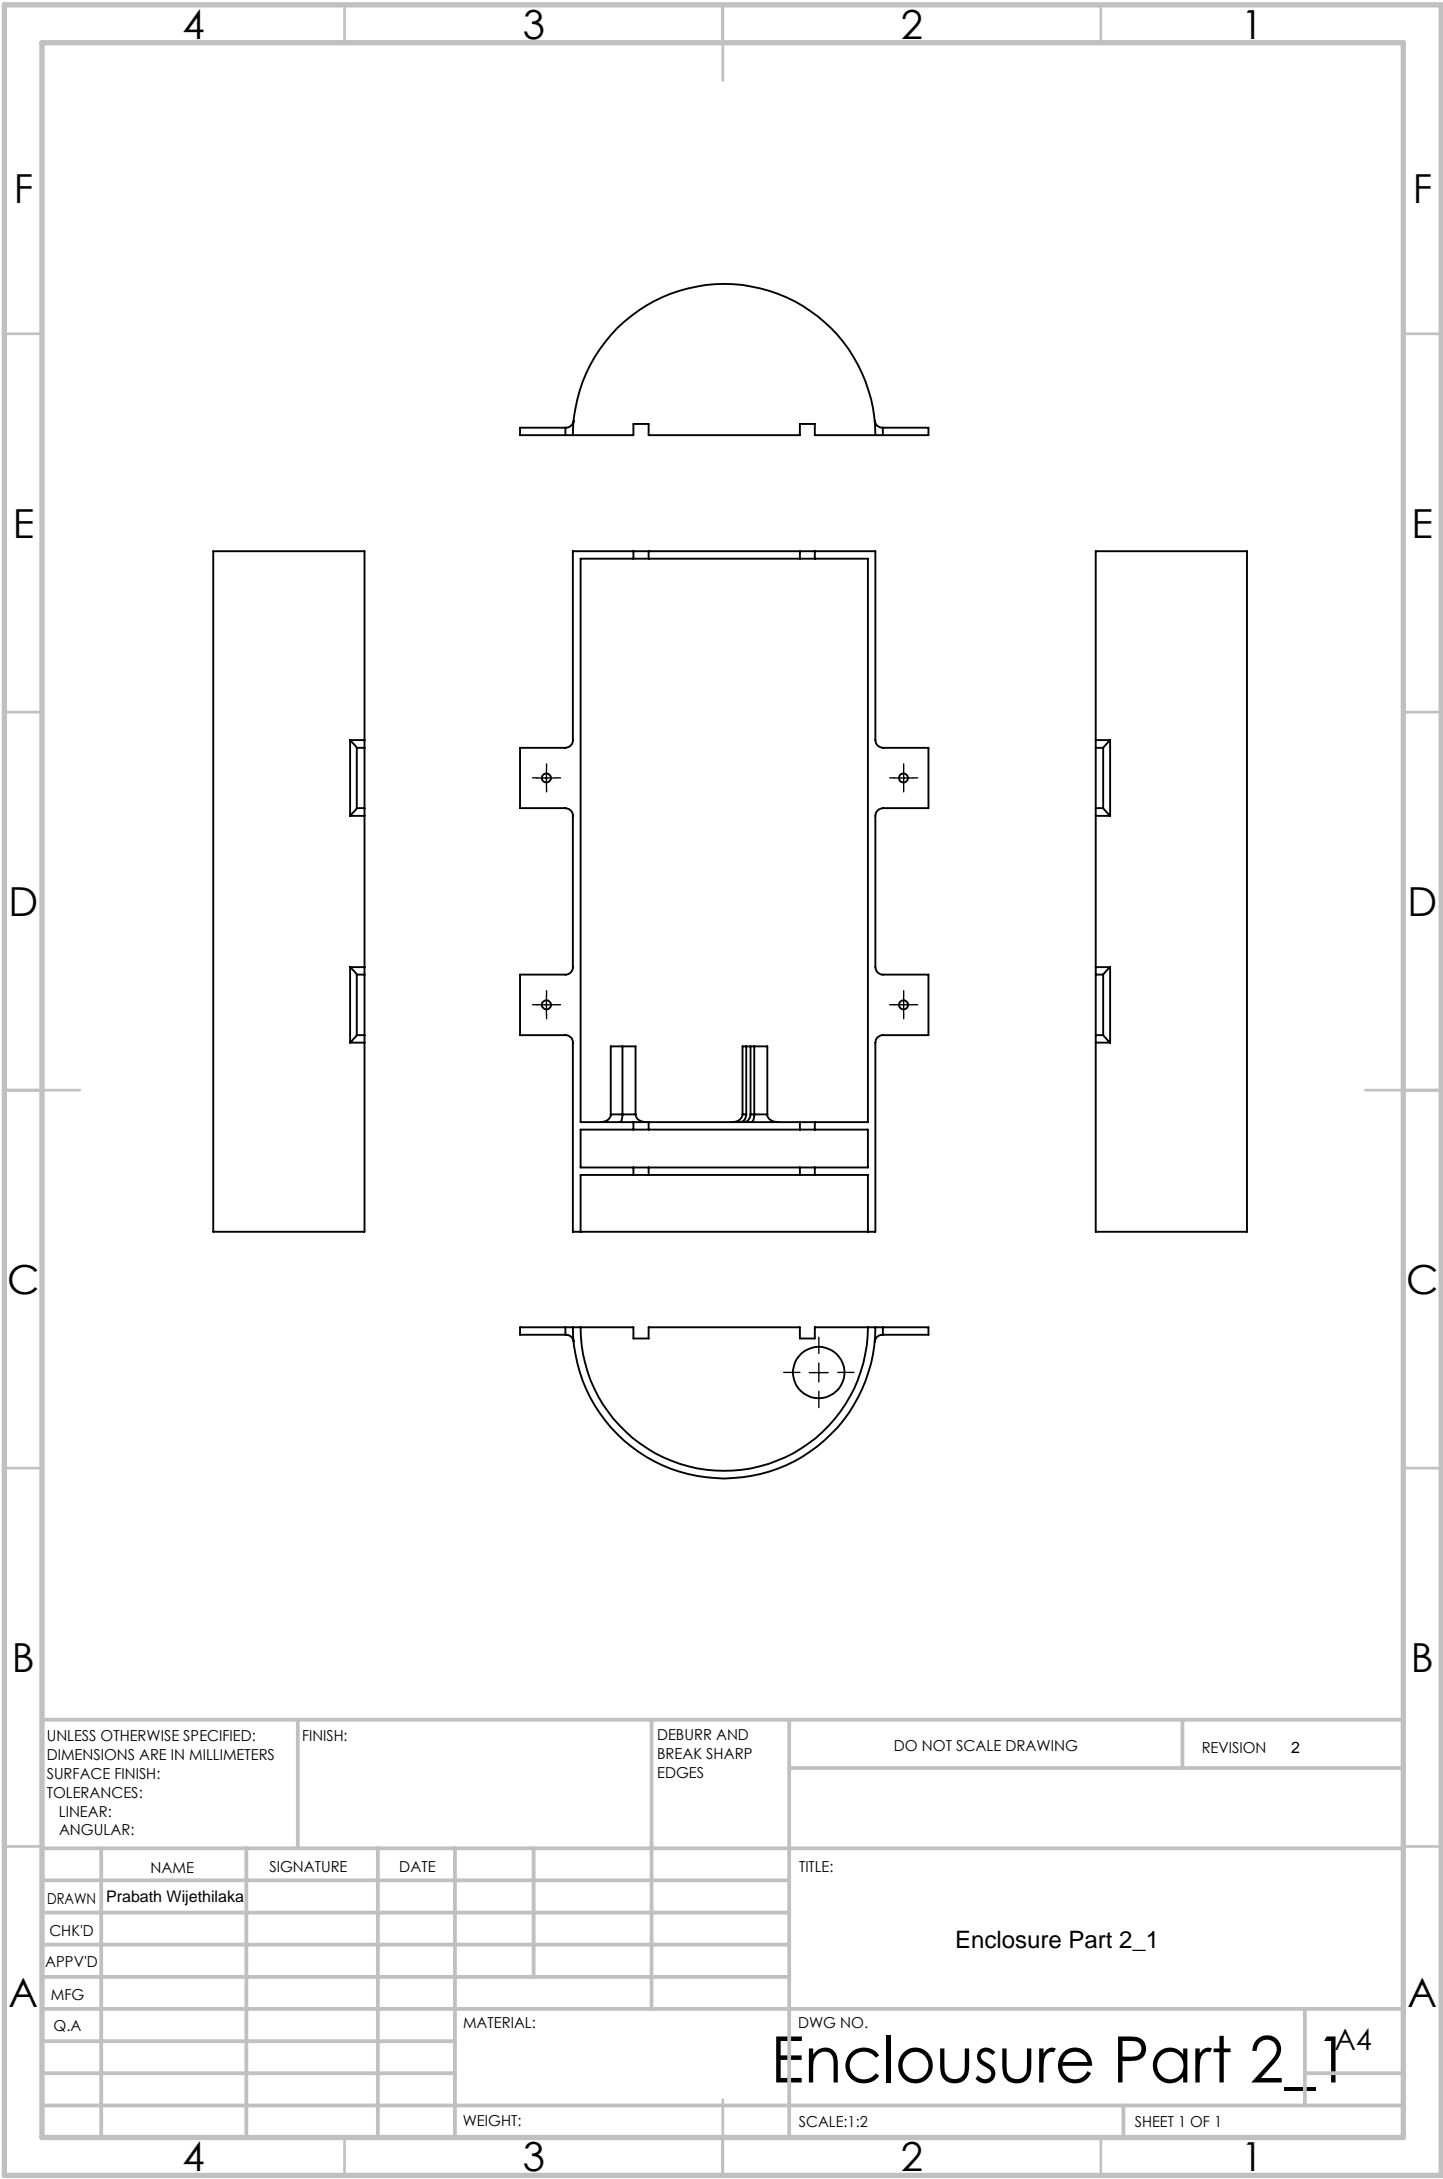 4 3 2 1
F F
E E
D D
C C
B B
UNLESS OTHERWISE SPECIFIED:
DIMENSIONS ARE IN MILLIMETERS
SURFACE FINISH:
TOLERANCES:
LINEAR:
ANGULAR:
FINISH:
DEBURR AND
BREAK SHARP
EDGES
DO NOT SCALE DRAWING
REVISION 2
NAME SIGNATURE DATE
DRAWN Prabath Wijethilaka
CHK'D
APPV'D
MFG
Q.A
TITLE:
Enclosure Part 2_1
A A
MATERIAL:
DWG NO.
Enclousure Part 2_1
A4
WEIGHT:
SCALE:1:2
SHEET 1 OF 1
4 3 2 1